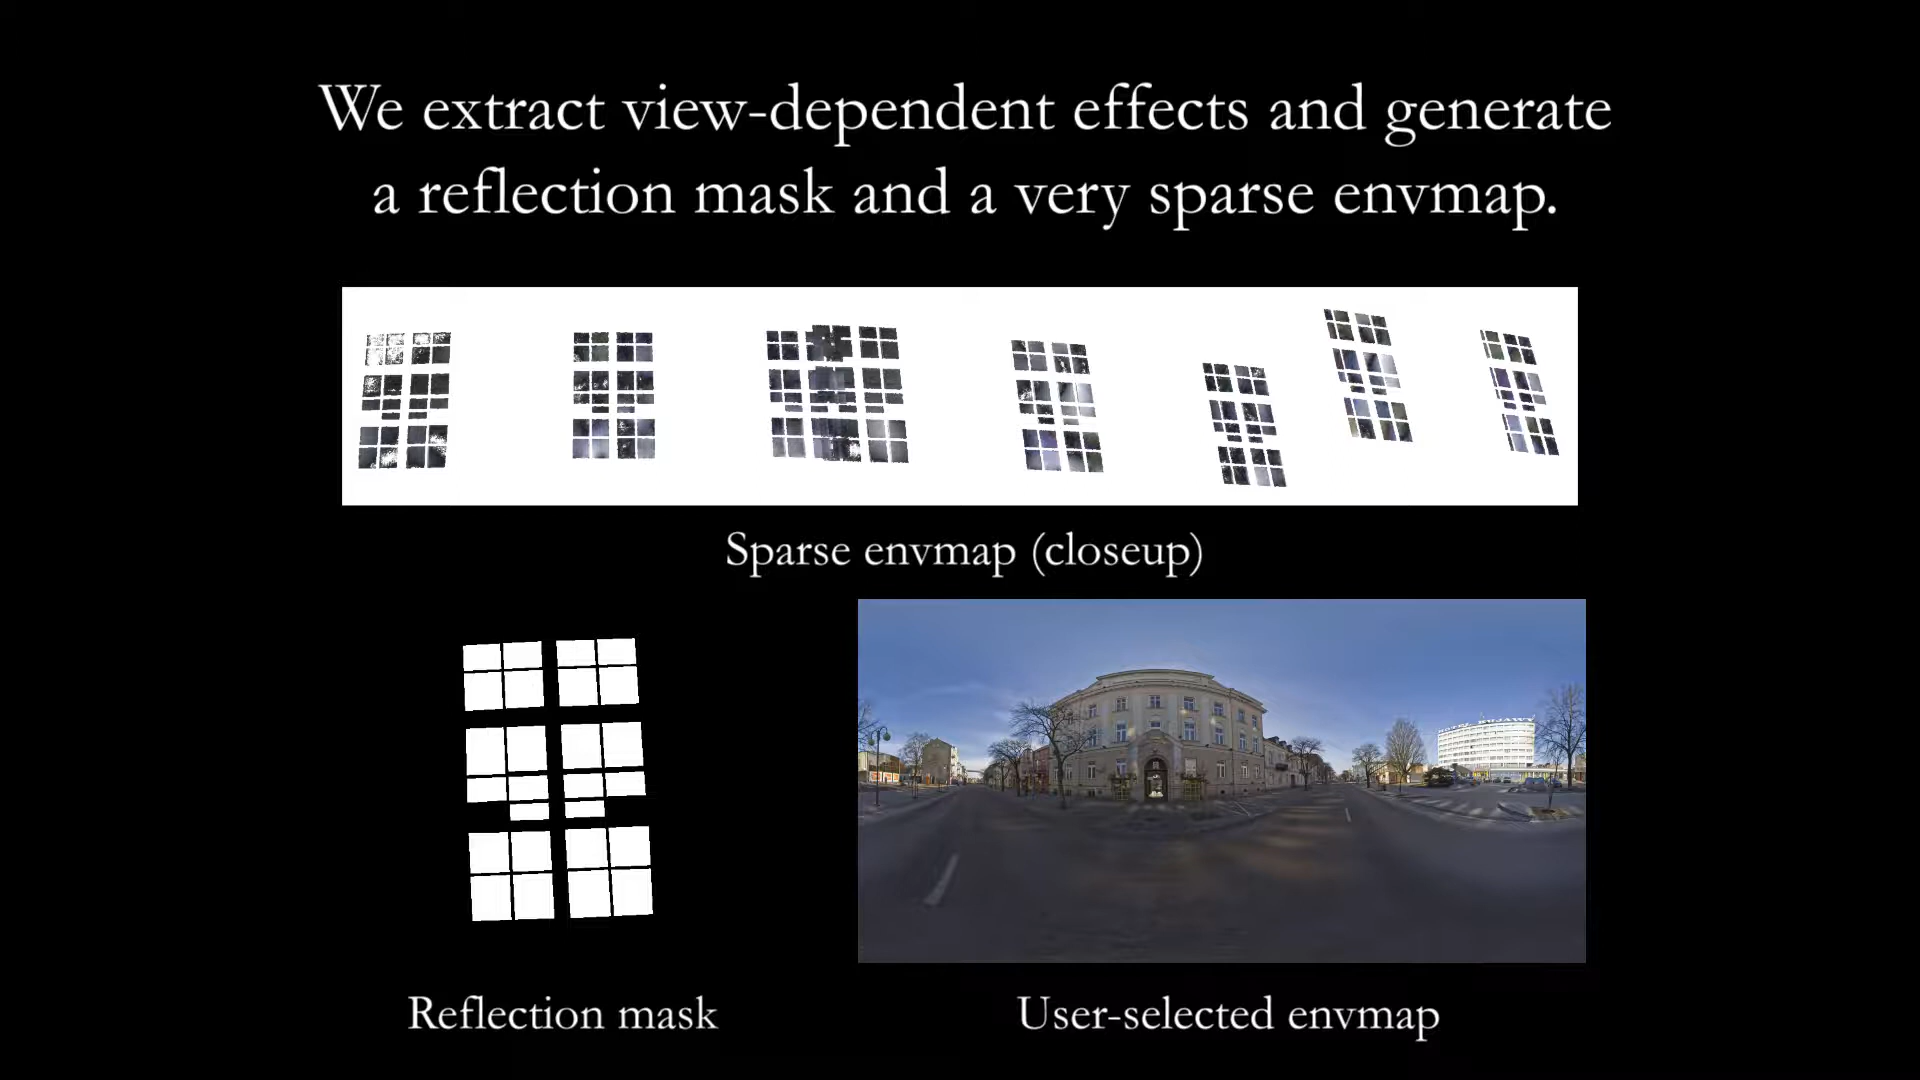 We extract view-dependent effects and generate
a reflection mask and a very sparse envmap.
Sparse envmap (closeup)
Reflection mask
User-selected envmap